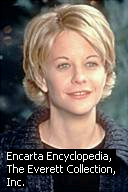 Encarta Encyclopedia,
The Everett Collection,
Inc.